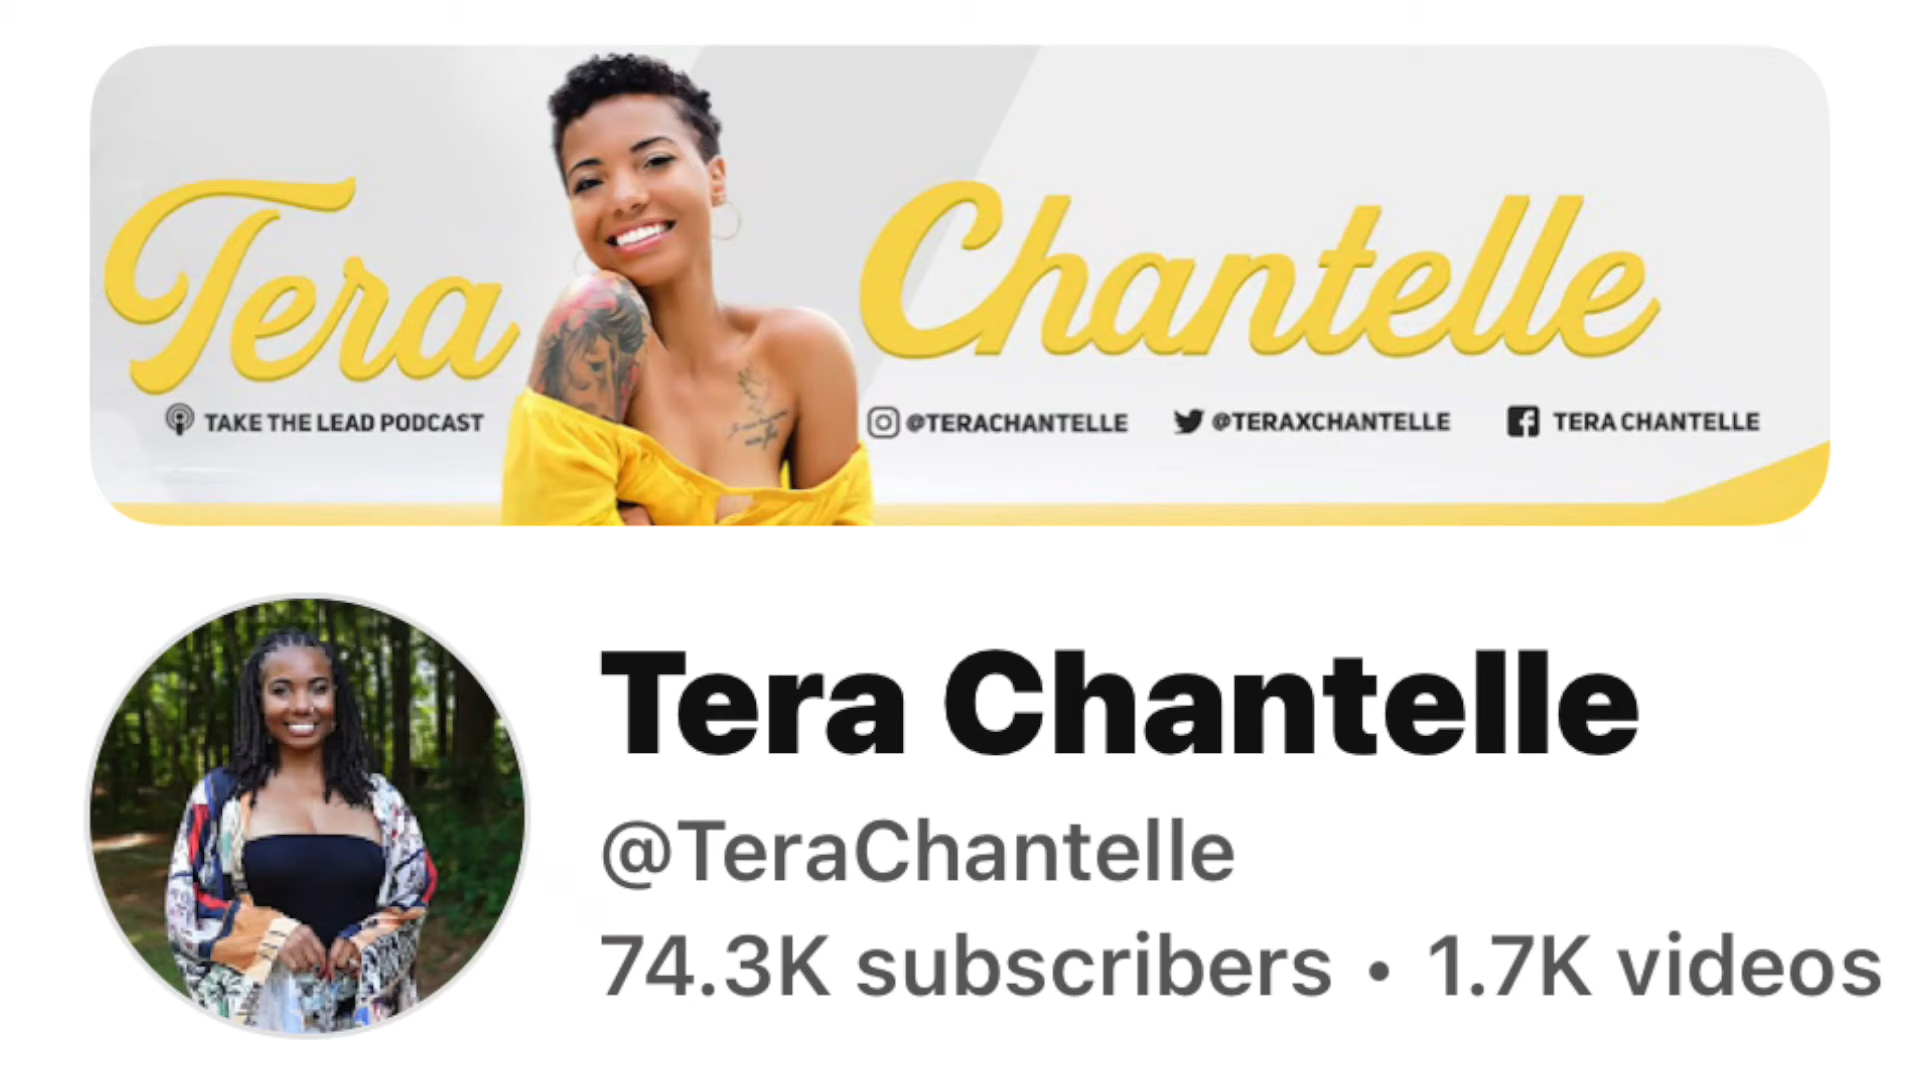 Tera Chantelle
TAKE THE LEAD PODCAST @TERACHANTELLE @TERAXCHANTELLE TERA CHANTELLE
Tera Chantelle
@TeraChantelle
74.3K subscribers • 1.7K videos